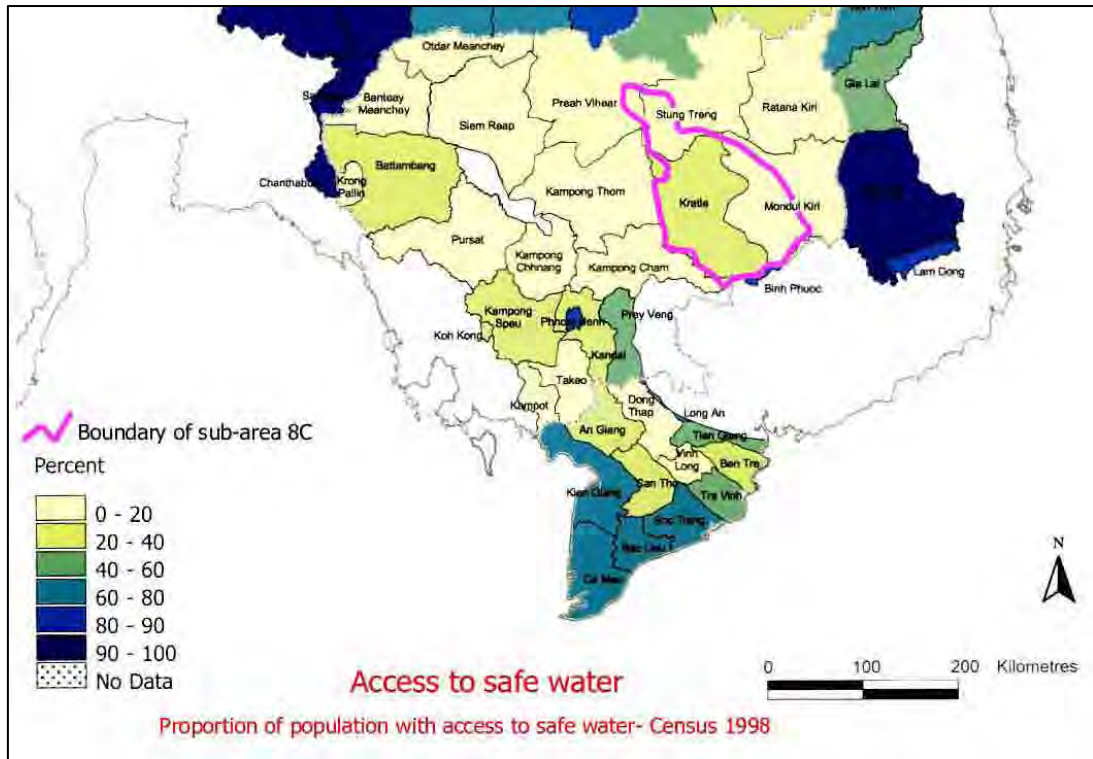 Otdar Meanchey
Gia Lai
Banteay
Meanchey
Preah Vihear
Stung Treng
Ratana Kiri
Siem Reap
Battambang
Chanthaburi
Krong
Pailin
Kampong Thom
Kratie
Mondul Kiri
Pursat
Kampong
Chhnang
Kampong Cham
Lam Dong
Binh Phuoc
Kampong
Speu
Phnom Penh
Prey Veng
Koh Kong
Kandal
Takeo
Kampot
Dong
Thap
Long An
An Giang
Tien Giang
Vinh
Long
Ben Tre
Kien Giang
Can Tho
Tra Vinh
Soc Trang
Bac Lieu
Ca Mau
Boundary of sub-area 8C
Percent
0 - 20
20 - 40
40 - 60
60 - 80
80 - 90
90 - 100
No Data
N
0 100 200 Kilometres
Access to safe water
Proportion of population with access to safe water- Census 1998